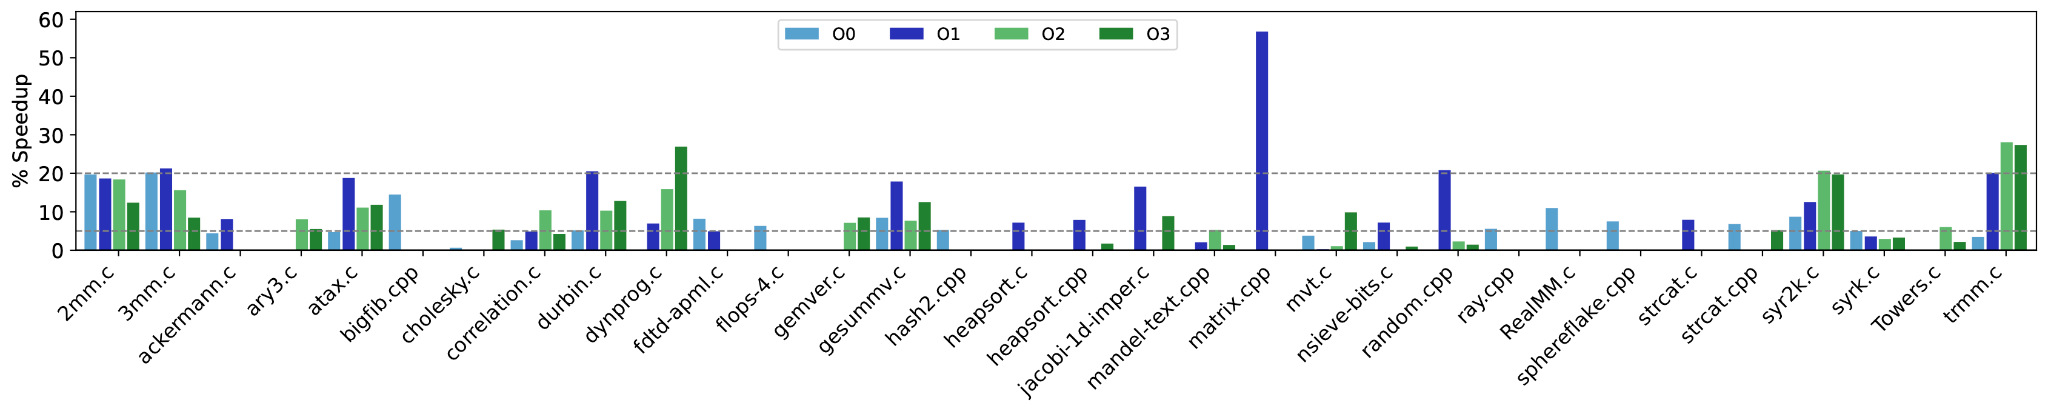 % Speedup
60
50
40
30
20
10
0
O0 O1 O2 O3
2mm.c
3mm.c
ackermann.c
ary3.c
atax.c
bigfib.cpp
cholesky.c
correlation.c
durbin.c
dynprog.c
fdtd-apml.c
flops-4.c
gemver.c
gesummv.c
hash2.cpp
heapsort.c
heapsort.cpp
jacobi-1d-imper.c
mandel-text.cpp
matrix.cpp
mvt.c
nsieve-bits.c
random.cpp
ray.cpp
RealMM.c
sphereflake.cpp
strcat.c
strcat.cpp
syr2k.c
syrk.c
Towers.c
trmm.c